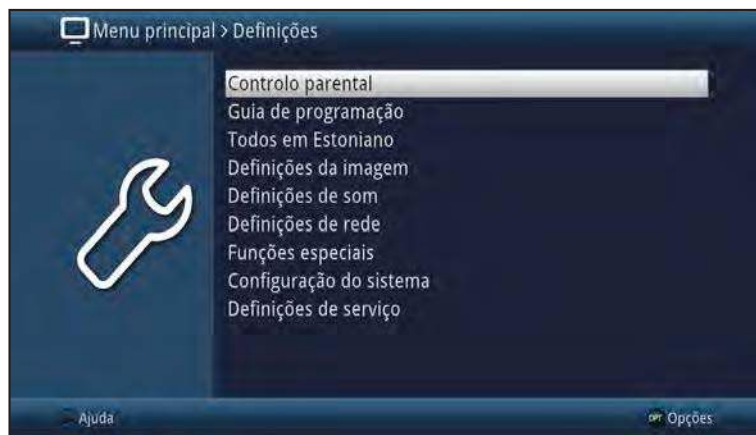 Menu principal > Definições
Controlo parental
Guia de programação
Todos em Estoniano
Definições da imagem
Definições de som
Definições de rede
Funções especiais
Configuração do sistema
Definições de serviço
Ajuda
OPT Opções